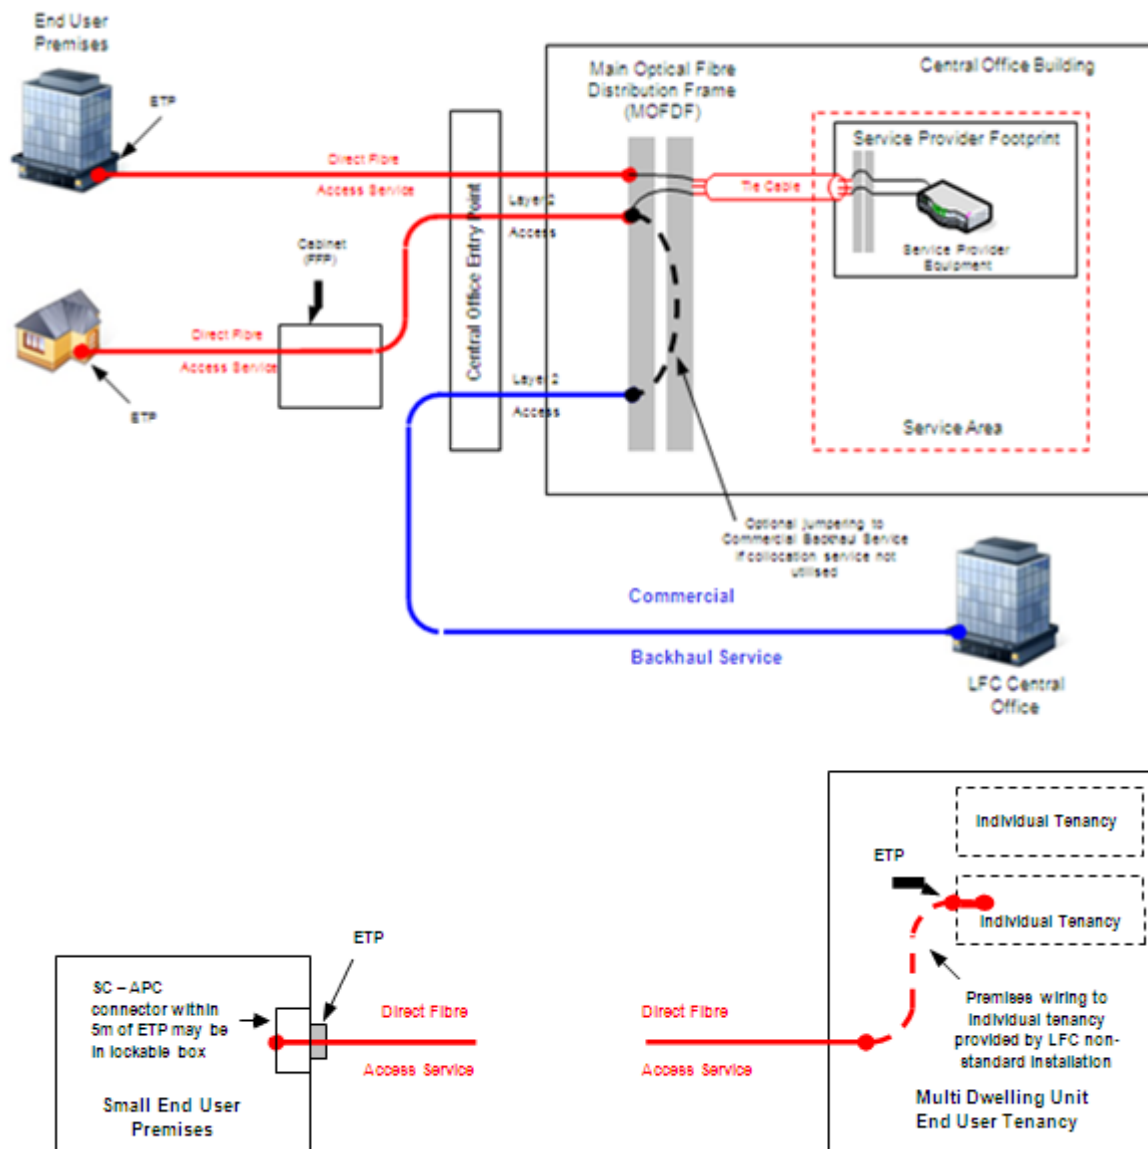 End User
Premises
ETP
Direct Fibre
Access Service
Cabinet
(FFP)
Direct Fibre
Access Service
ETP
Central Office Entry Point
Layer 2
Access
Layer 2
Access
Main Optical Fibre
Distribution Frame
(MOFDF)
Central Office Building
Service Provider Footprint
Tie Cable
Service Provider
Equipment
Service Area
Optional jumpering to
Commercial Backhaul Service
if collocation service not
utilised
Commercial
Backhaul Service
LFC Central
Office
SC – APC
connector within
5m of ETP may be
in lockable box
ETP
Direct Fibre
Access Service
Small End User
Premises
Direct Fibre
Access Service
Individual Tenancy
ETP
Individual Tenancy
Premises wiring to
individual tenancy
provided by LFC non-
standard installation
Multi Dwelling Unit
End User Tenancy